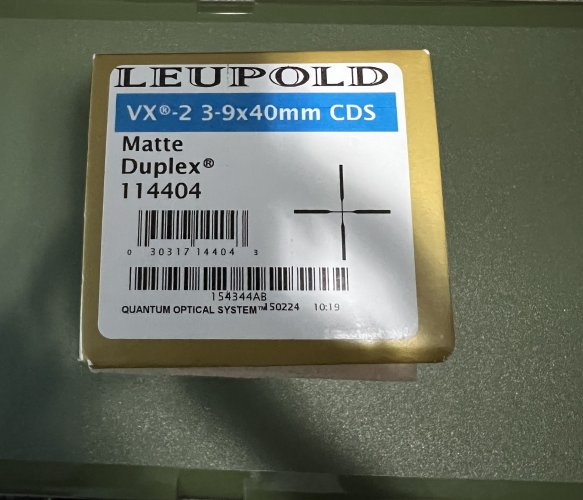 LEUPOLD
VX®-2 3-9x40mm CDS
Matte
Duplex®
114404
0 30317 14404 3
154344AB
QUANTUM OPTICAL SYSTEM™ 150224 10:19